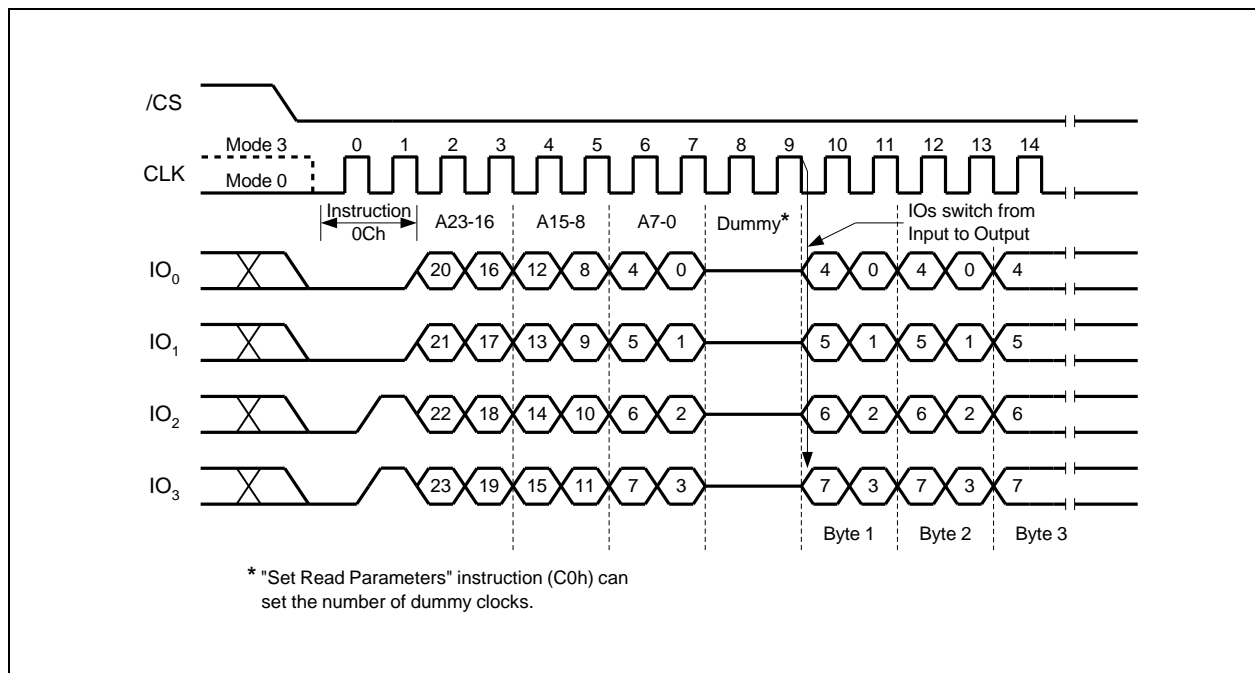 /CS
Mode 3
0 1 2 3 4 5 6 7 8 9 10 11 12 13 14
CLK
Mode 0
Instruction
0Ch
A23-16 A15-8 A7-0 Dummy*
IOs switch from
Input to Output
IO0 20 16 12 8 4 0 4 0 4 0 4
IO1 21 17 13 9 5 1 5 1 5 1 5
IO2 22 18 14 10 6 2 6 2 6 2 6
IO3 23 19 15 11 7 3 7 3 7 3 7
Byte 1 Byte 2 Byte 3
* "Set Read Parameters" instruction (C0h) can
set the number of dummy clocks.